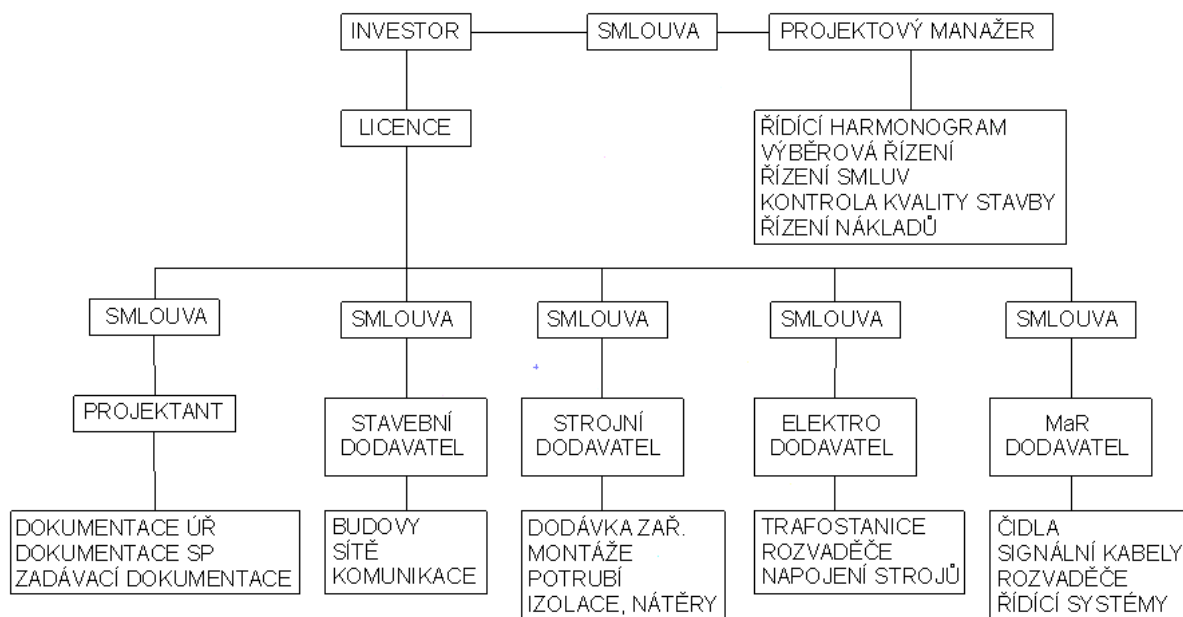 INVESTOR
SMLOUVA
PROJEKTOVÝ MANAŽER
LICENCE
ŘÍDÍCÍ HARMONOGRAM
VÝBĚROVÁ ŘÍZENÍ
ŘÍZENÍ SMLUV
KONTROLA KVALITY STAVBY
ŘÍZENÍ NÁKLADŮ
SMLOUVA
SMLOUVA
SMLOUVA
SMLOUVA
SMLOUVA
PROJEKTANT
STAVEBNÍ
DODAVATEL
STROJNÍ
DODAVATEL
ELEKTRO
DODAVATEL
MaR
DODAVATEL
DOKUMENTACE ÚŘ
DOKUMENTACE SP
ZADÁVACÍ DOKUMENTACE
BUDOVY
SÍTĚ
KOMUNIKACE
DODÁVKA ZAŘ.
MONTÁŽE
POTRUBÍ
IZOLACE, NÁTĚRY
TRAFOSTANICE
ROZVADĚČE
NAPOJENÍ STROJŮ
ČIDLA
SIGNÁLNÍ KABELY
ROZVADĚČE
ŘÍDÍCÍ SYSTÉMY